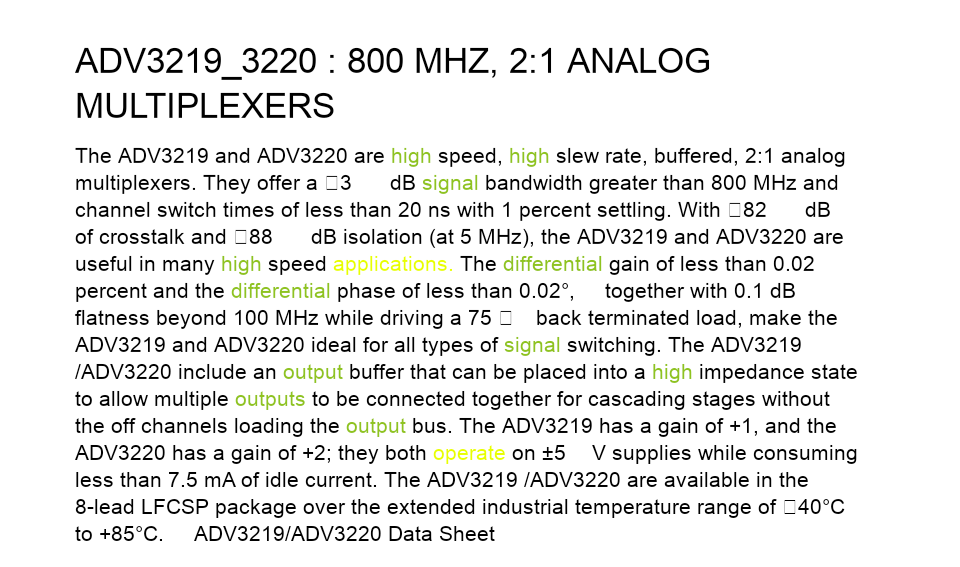 ADV3219_3220 : 800 MHZ, 2:1 ANALOG
MULTIPLEXERS
The ADV3219 and ADV3220 are high speed, high slew rate, buffered, 2:1 analog
multiplexers. They offer a □3 dB signal bandwidth greater than 800 MHz and
channel switch times of less than 20 ns with 1 percent settling. With □82 dB
of crosstalk and □88 dB isolation (at 5 MHz), the ADV3219 and ADV3220 are
useful in many high speed applications. The differential gain of less than 0.02
percent and the differential phase of less than 0.02°, together with 0.1 dB
flatness beyond 100 MHz while driving a 75 □ back terminated load, make the
ADV3219 and ADV3220 ideal for all types of signal switching. The ADV3219
/ADV3220 include an output buffer that can be placed into a high impedance state
to allow multiple outputs to be connected together for cascading stages without
the off channels loading the output bus. The ADV3219 has a gain of +1, and the
ADV3220 has a gain of +2; they both operate on ±5 V supplies while consuming
less than 7.5 mA of idle current. The ADV3219 /ADV3220 are available in the
8-lead LFCSP package over the extended industrial temperature range of □40°C
to +85°C. ADV3219/ADV3220 Data Sheet